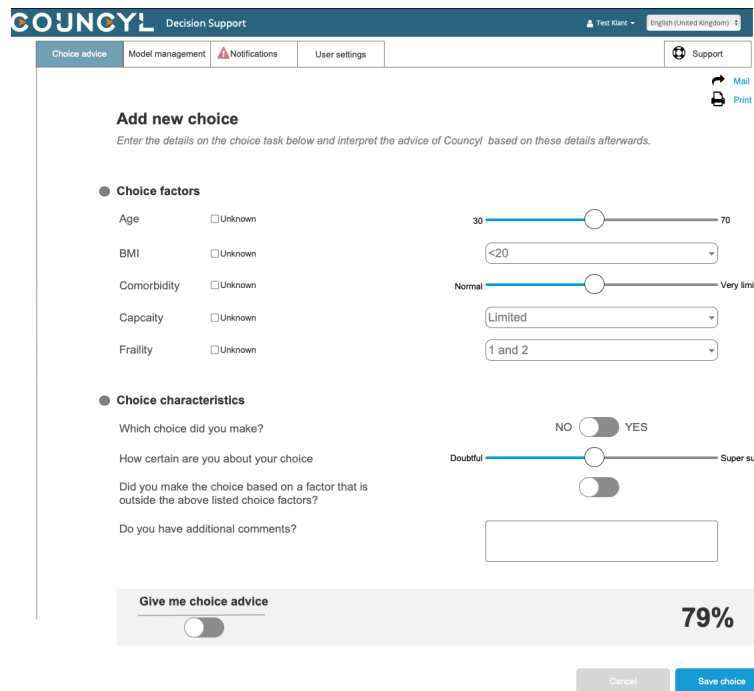 COUNCYL Decision Support
Test Klant
English (United Kingdom)
Choice advice
Model management
Notifications
User settings
Support
Mail
Print
Add new choice
Enter the details on the choice task below and interpret the advice of Councyl based on these details afterwards.
Choice factors
Age Unknown 30 70
BMI Unknown <20
Comorbidity Unknown Normal Very limi
Capcaity Unknown Limited
Fraility Unknown 1 and 2
Choice characteristics
Which choice did you make? NO YES
How certain are you about your choice Doubtful Super su
Did you make the choice based on a factor that is
outside the above listed choice factors?
Do you have additional comments?
Give me choice advice
79%
Cancel
Save choice